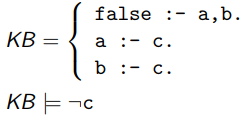 false :- a,b.
KB = { a :- c.
b :- c.
KB ⊨ ¬c